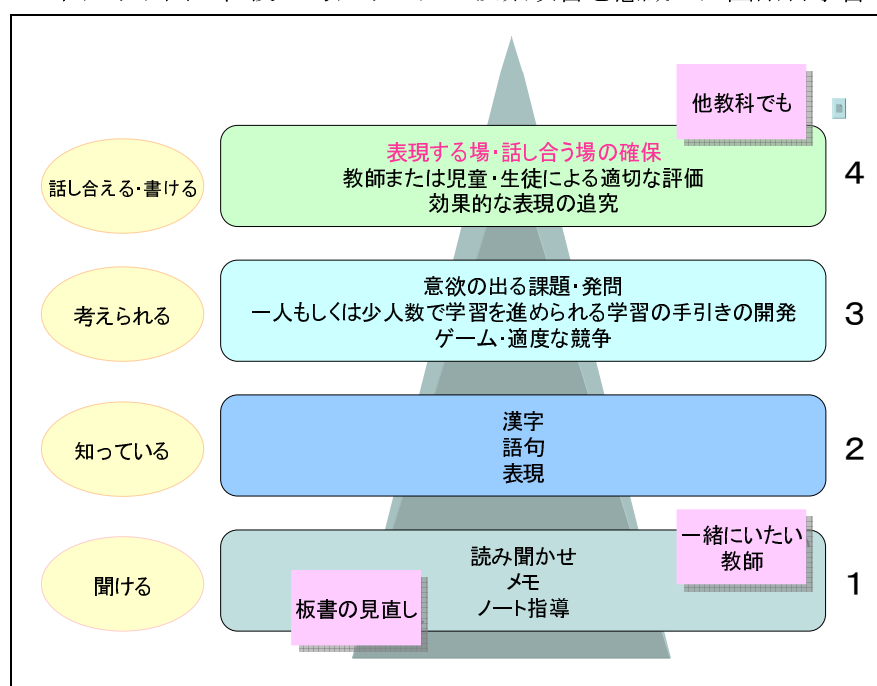 他教科でも
話し合える・書ける
表現する場・話し合う場の確保
教師または児童・生徒による適切な評価
効果的な表現の追究
4
考えられる
意欲の出る課題・発問
一人もしくは少人数で学習を進められる学習の手引きの開発
ゲーム・適度な競争
3
知っている
漢字
語句
表現
2
一緒にいたい
教師
聞ける
読み聞かせ
メモ
ノート指導
板書の見直し
1